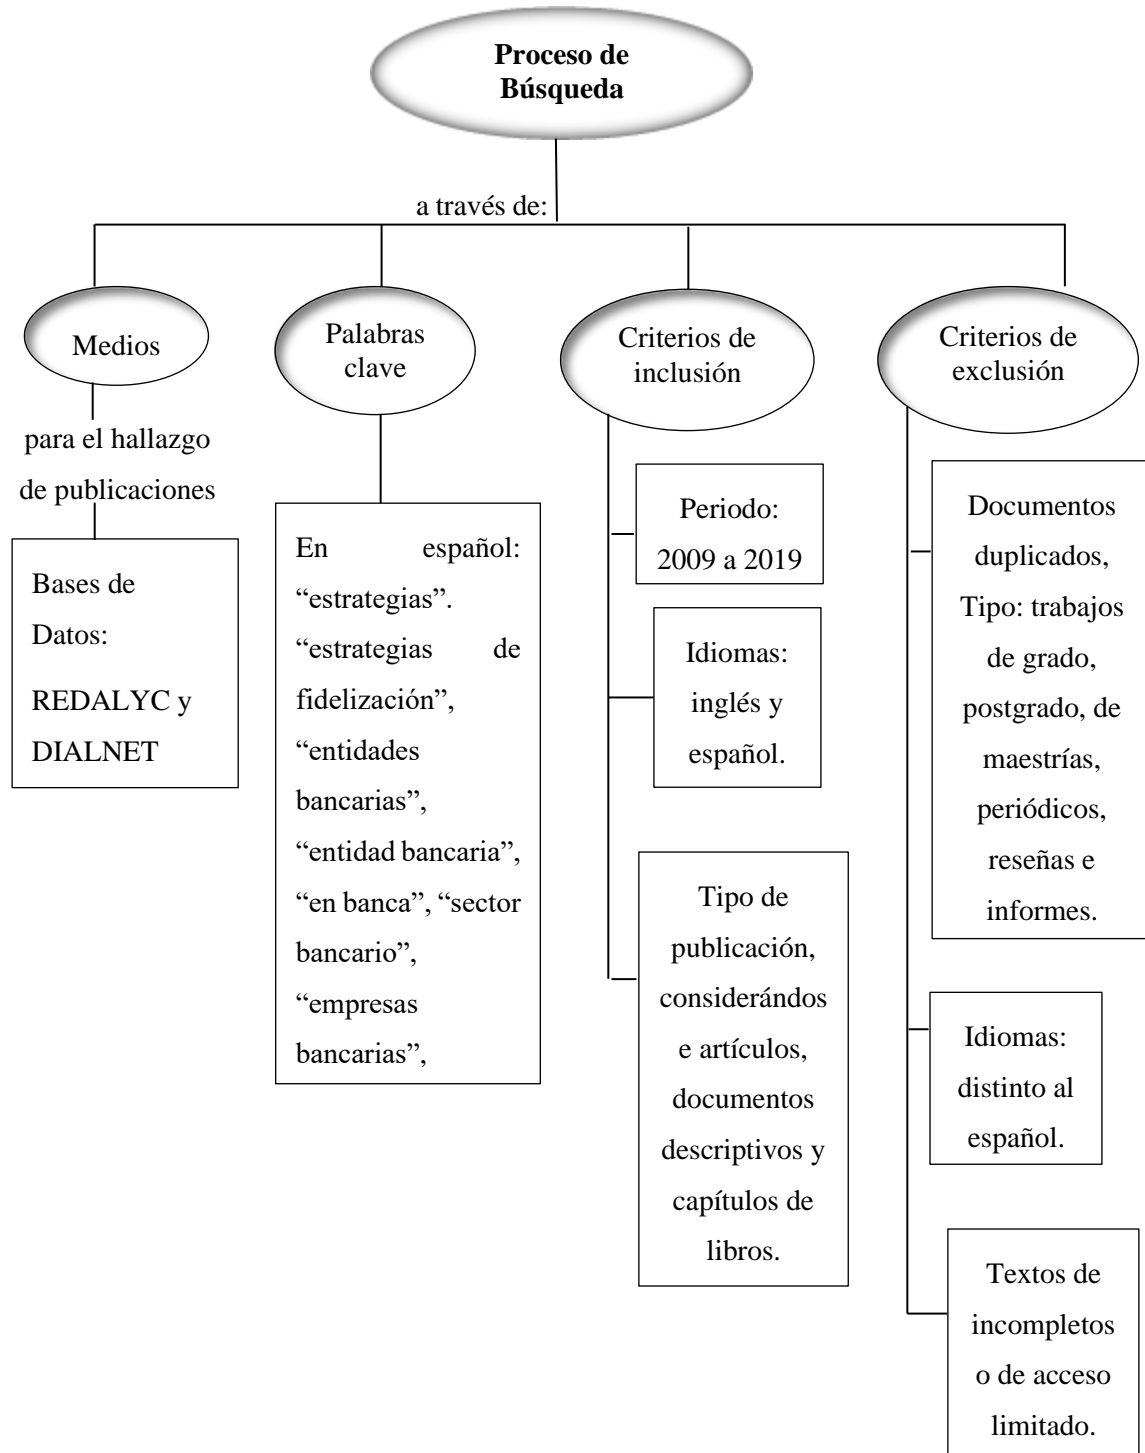 Proceso de
Búsqueda
a través de:
Medios
para el hallazgo
de publicaciones
Bases de
Datos:
REDALYC y
DIALNET
Palabras
clave
En español:
“estrategias”.
“estrategias de
fidelización”,
“entidades
bancarias”,
“entidad bancaria”,
“en banca”, “sector
bancario”,
“empresas
bancarias”,
Criterios de
inclusión
Periodo:
2009 a 2019
Idiomas:
inglés y
español.
Tipo de
publicación,
considerándos
e artículos,
documentos
descriptivos y
capítulos de
libros.
Criterios de
exclusión
Documentos
duplicados,
Tipo: trabajos
de grado,
postgrado, de
maestrías,
periódicos,
reseñas e
informes.
Idiomas:
distinto al
español.
Textos de
incompletos
o de acceso
limitado.